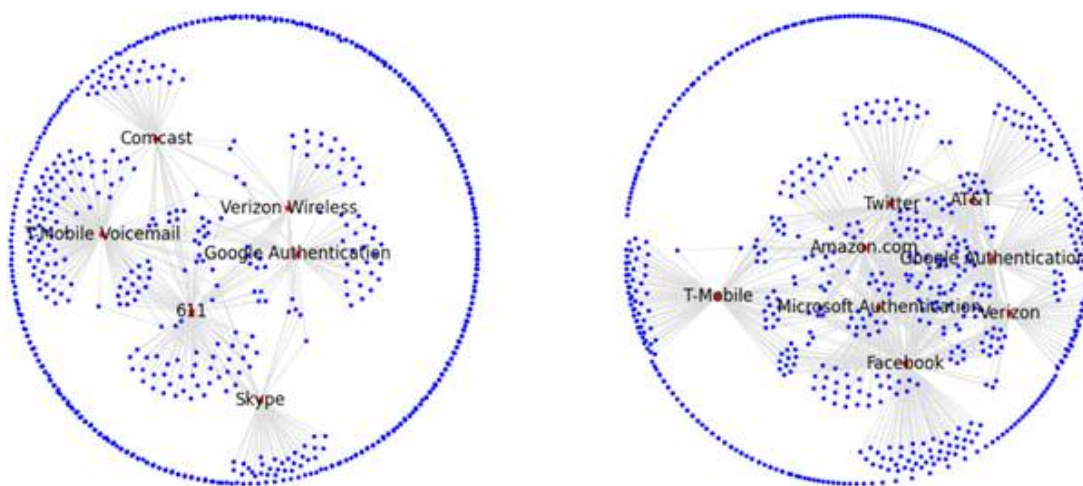 Comcast
Verizon Wireless
T-Mobile Voicemail
Google Authentication
611
Skype
Twitter
AT&T
Amazon.com
Google Authentication
T-Mobile
Microsoft Authentication
Verizon
Facebook